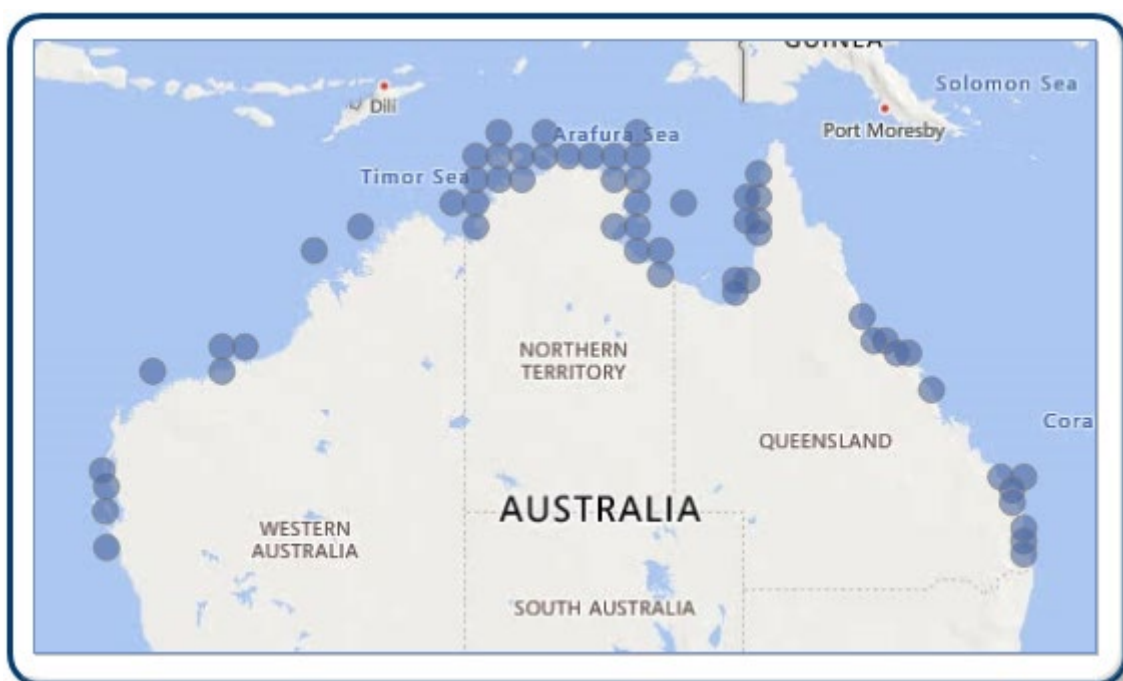 GUINEA
Solomon Sea
Dili
Port Moresby
Arafura Sea
Timor Sea
NORTHERN
TERRITORY
Cora
QUEENSLAND
AUSTRALIA
WESTERN
AUSTRALIA
SOUTH AUSTRALIA